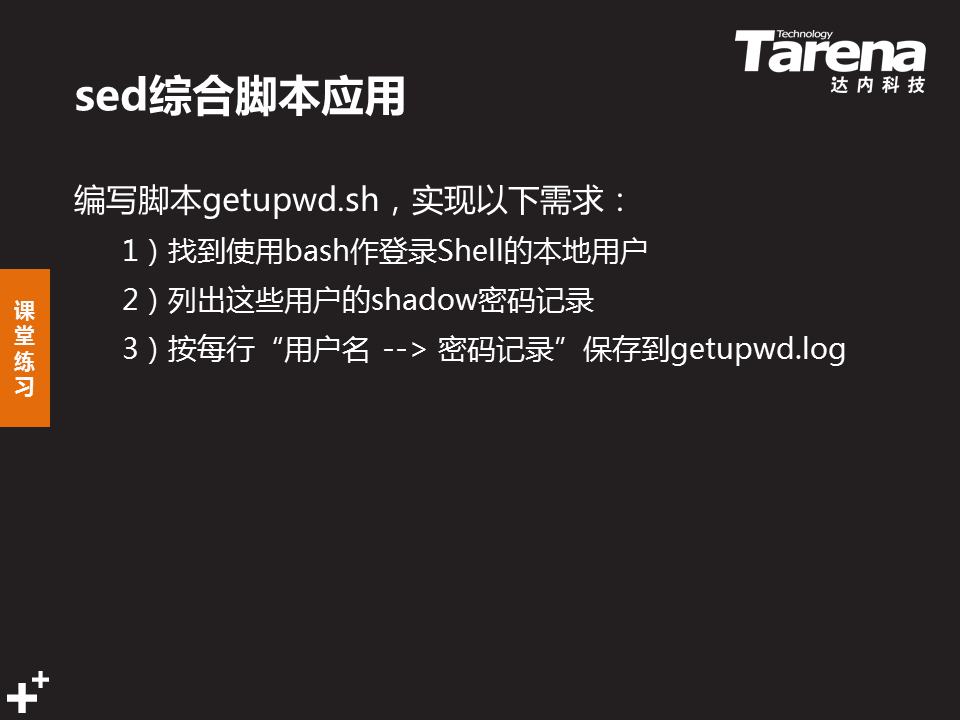 Technology
Tarena
达内科技
sed综合脚本应用
编写脚本getupwd.sh，实现以下需求：
1）找到使用bash作登录Shell的本地用户
2）列出这些用户的shadow密码记录
3）按每行“用户名 --> 密码记录”保存到getupwd.log
课堂练习